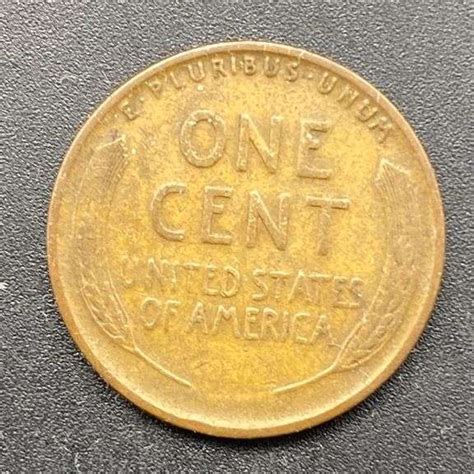 E·PLURIBUS·UNUM
ONE
CENT
UNITED STATES
OF AMERICA